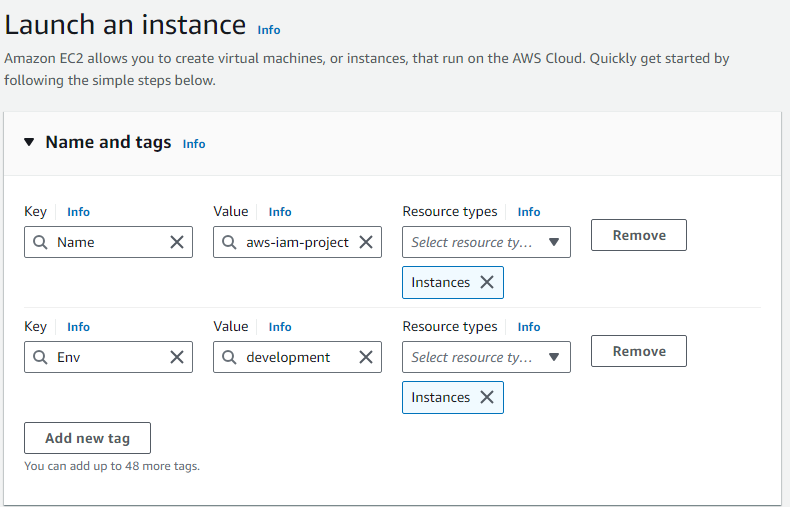 Launch an instance Info
Amazon EC2 allows you to create virtual machines, or instances, that run on the AWS Cloud. Quickly get started by
following the simple steps below.
Name and tags Info
Key Info Value Info Resource types Info
Name aws-iam-project Select resource ty... Remove
Instances
Key Info Value Info Resource types Info
Env development Select resource ty... Remove
Instances
Add new tag
You can add up to 48 more tags.